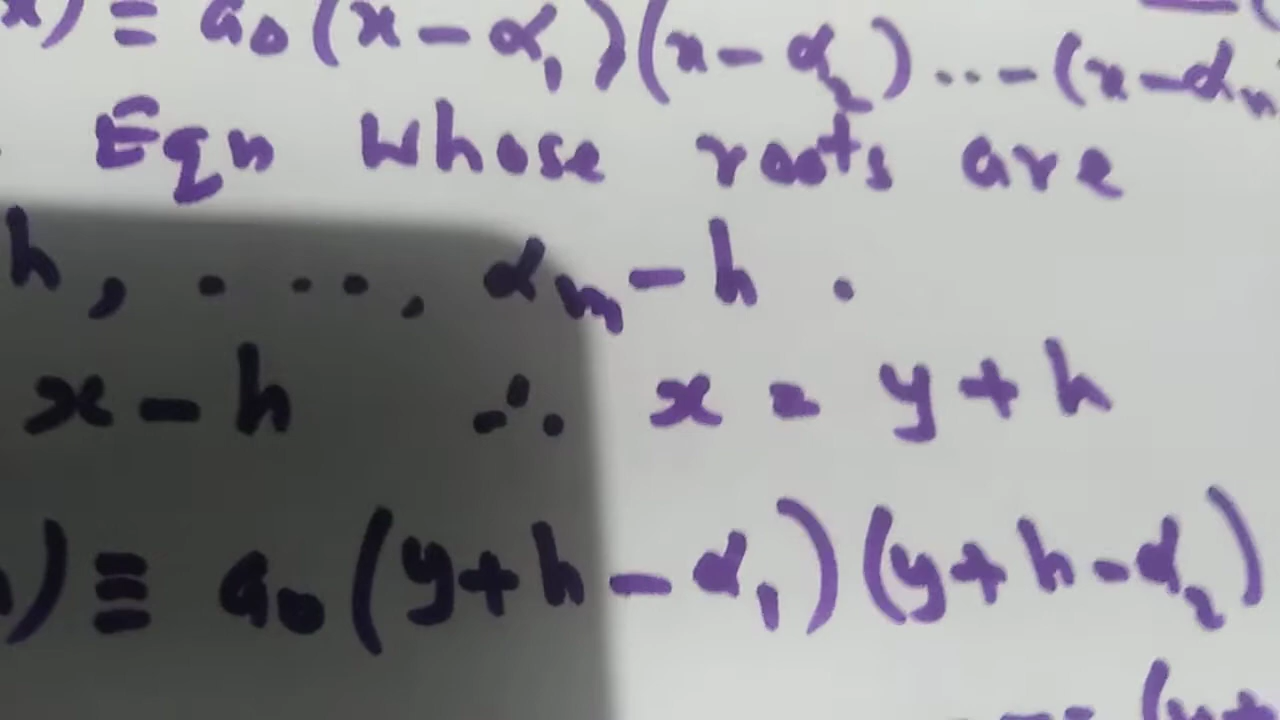 x) ≡ a₀(x − α₁)(x − α₂) ... − (x − αₙ
Eqn whose roots are
h, . . . . , αₙ − h .
x − h ∴ x = y + h
) ≡ a₀(y + h − α₁)(y + h − α₂)
(y +